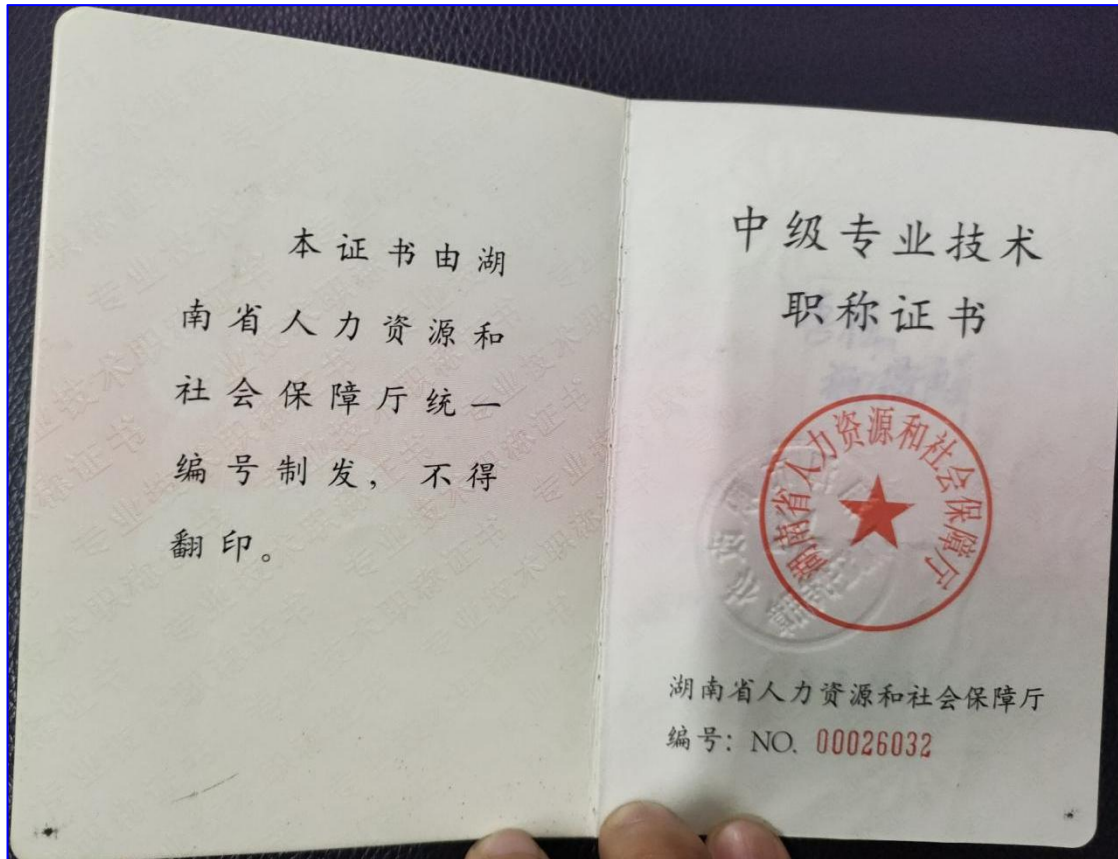 本证书由湖
南省人力资源和
社会保障厅统一
编号制发，不得
翻印。
中级专业技术
职称证书
湖南省人力资源和社会保障厅
湖南省人力资源和社会保障厅
编号：NO. 00026032